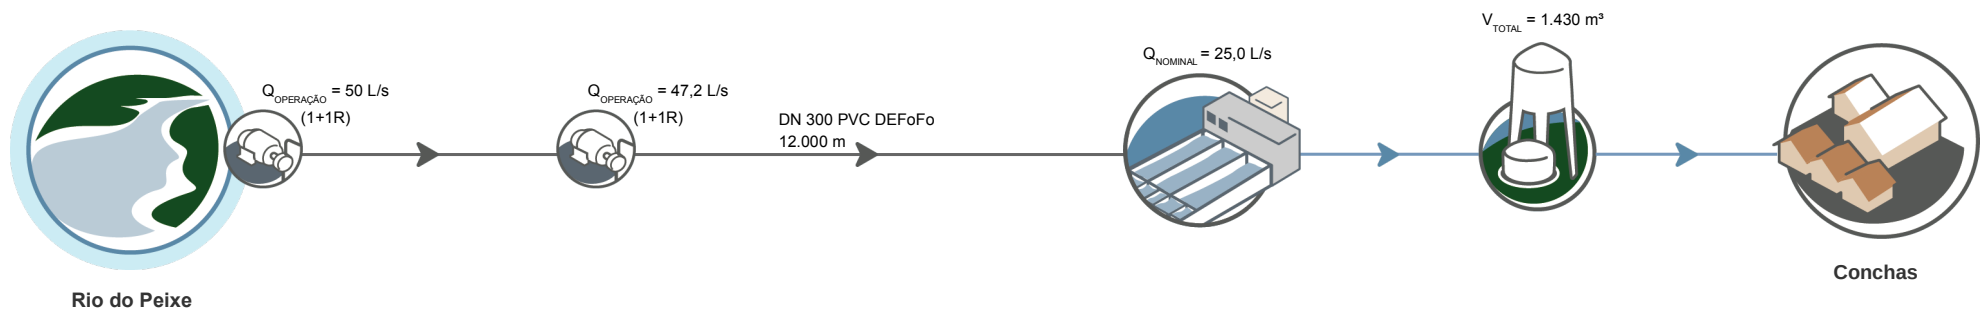 V TOTAL = 1.430 m³
Q NOMINAL = 25,0 L/s
Q OPERAÇÃO = 50 L/s
(1+1R)
Q OPERAÇÃO = 47,2 L/s
(1+1R)
DN 300 PVC DEFoFo
12.000 m
Rio do Peixe
Conchas